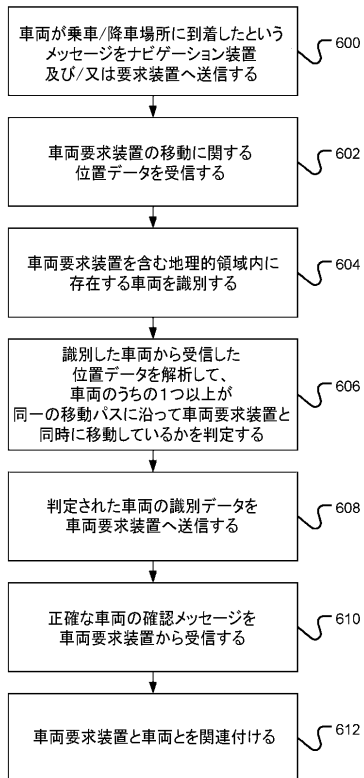 車両が乗車/降車場所に到着したという
メッセージをナビゲーション装置
及び/又は要求装置へ送信する
600
車両要求装置の移動に関する
位置データを受信する
602
車両要求装置を含む地理的領域内に
存在する車両を識別する
604
識別した車両から受信した
位置データを解析して、
車両のうちの1つ以上が
同一の移動パスに沿って車両要求装置と
同時に移動しているかを判定する
606
判定された車両の識別データを
車両要求装置へ送信する
608
正確な車両の確認メッセージを
車両要求装置から受信する
610
車両要求装置と車両とを関連付ける
612